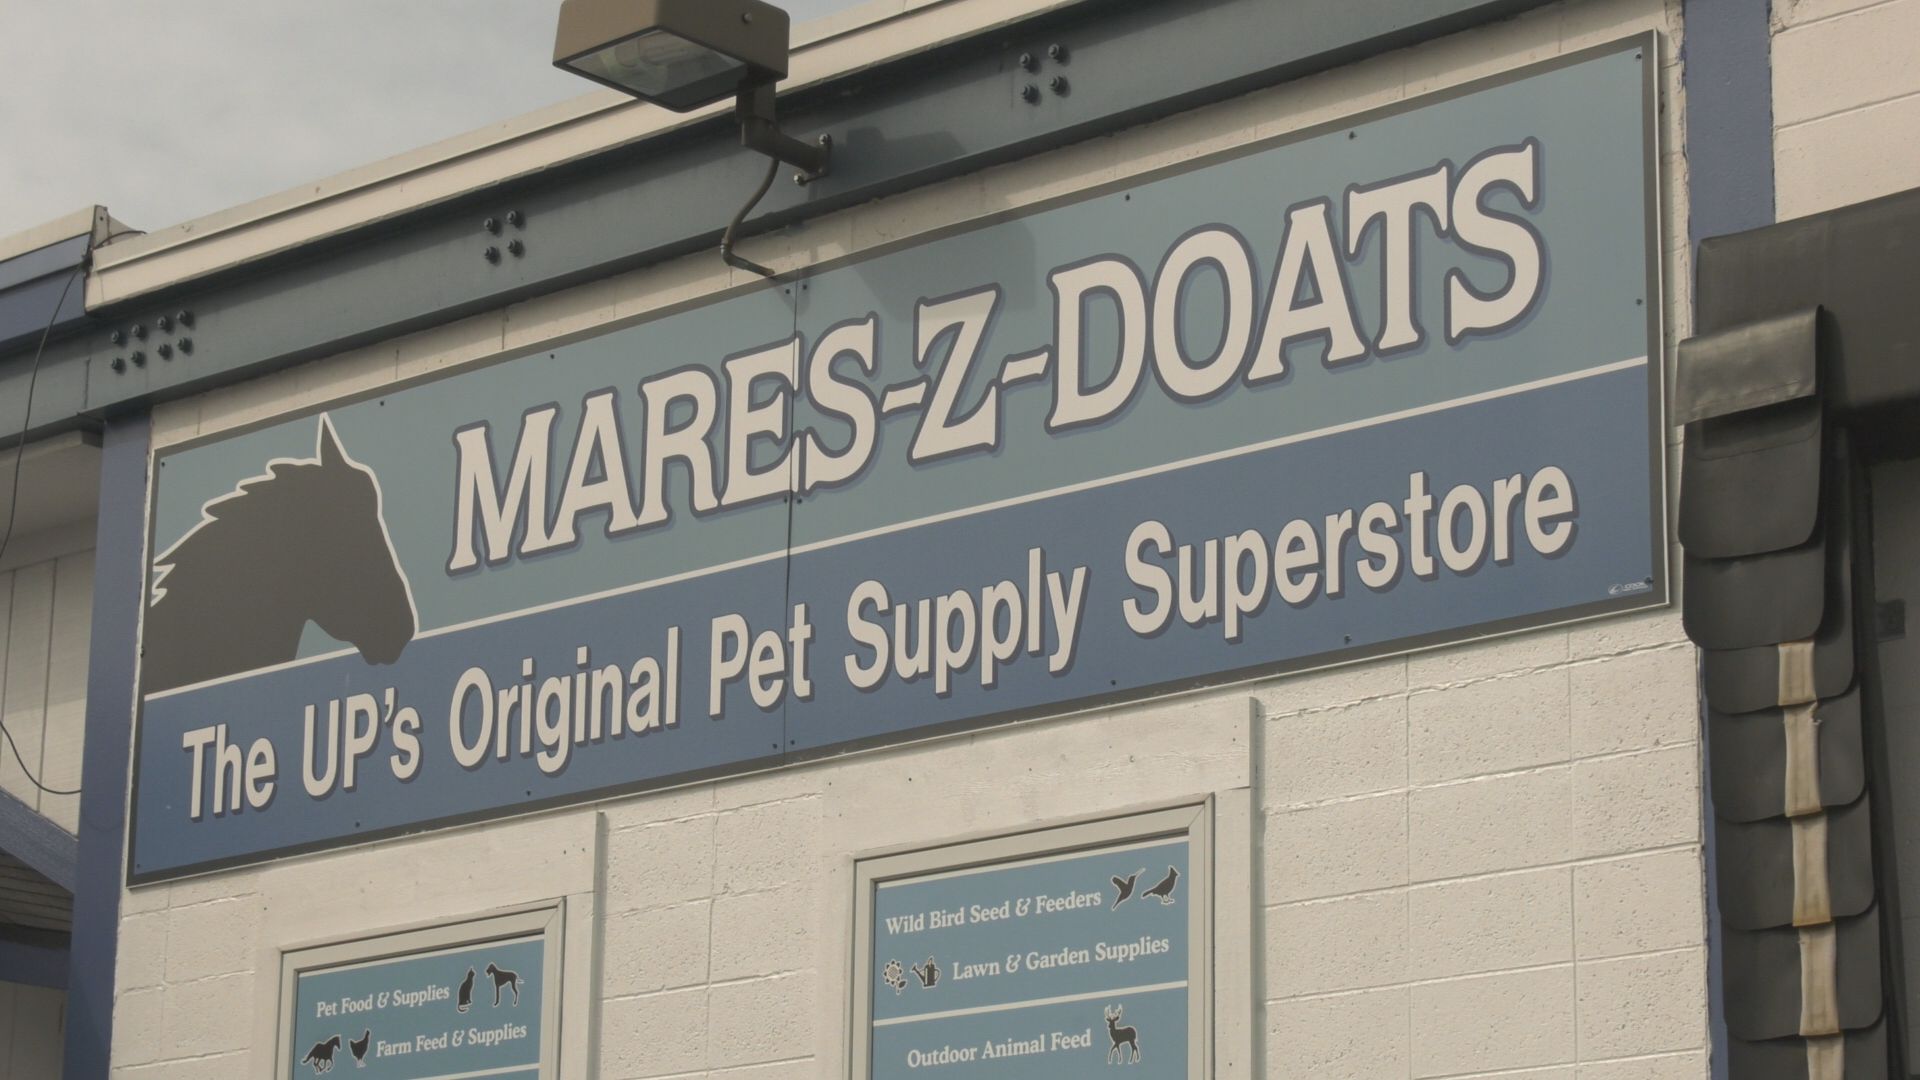 MARES-Z-DOATS
The UP's Original Pet Supply Superstore
Pet Food & Supplies
Farm Feed & Supplies
Wild Bird Seed & Feeders
Lawn & Garden Supplies
Outdoor Animal Feed